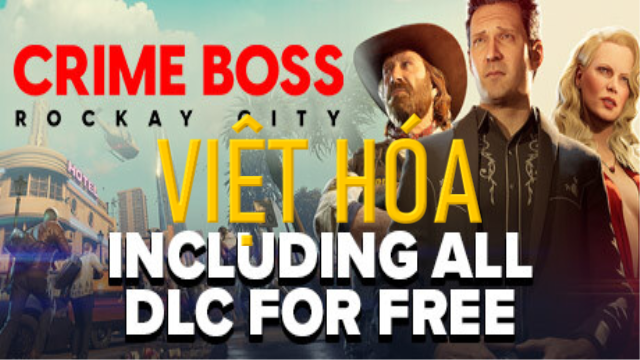 CRIME BOSS
ROCKAY CITY
VIỆT HÓA
INCLUDING ALL
DLC FOR FREE
HOTEL